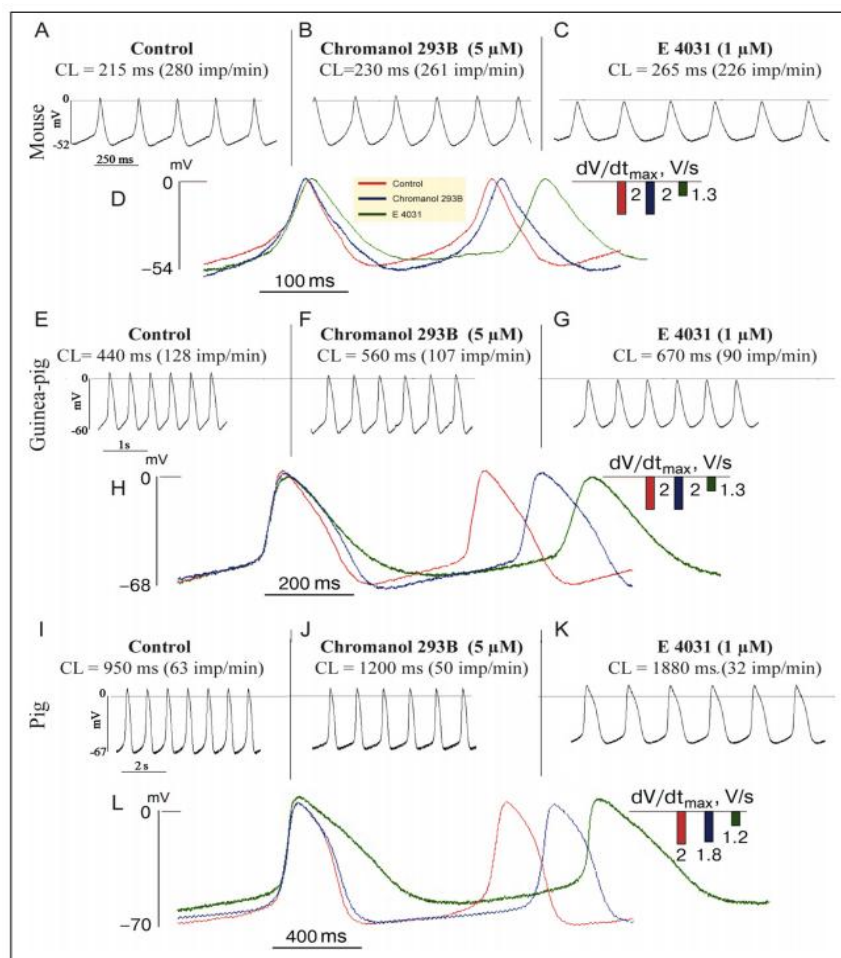 A
Control
CL = 215 ms (280 imp/min)
B
Chromanol 293B (5 µM)
CL=230 ms (261 imp/min)
C
E 4031 (1 µM)
CL = 265 ms (226 imp/min)
Mouse
0
mV
-52
250 ms
D
mV
0
−54
100 ms
Control
Chromanol 293B
E 4031
dV/dtmax, V/s
2 2 1.3
E
Control
CL= 440 ms (128 imp/min)
F
Chromanol 293B (5 µM)
CL = 560 ms (107 imp/min)
G
E 4031 (1 µM)
CL = 670 ms (90 imp/min)
Guinea-pig
0
mV
-60
1s
H
mV
0
−68
200 ms
dV/dtmax, V/s
2 2 1.3
I
Control
CL = 950 ms (63 imp/min)
J
Chromanol 293B (5 µM)
CL = 1200 ms (50 imp/min)
K
E 4031 (1 µM)
CL = 1880 ms. (32 imp/min)
Pig
0
mV
-67
2 s
L
mV
0
−70
400 ms
dV/dtmax, V/s
2 1.8 1.2